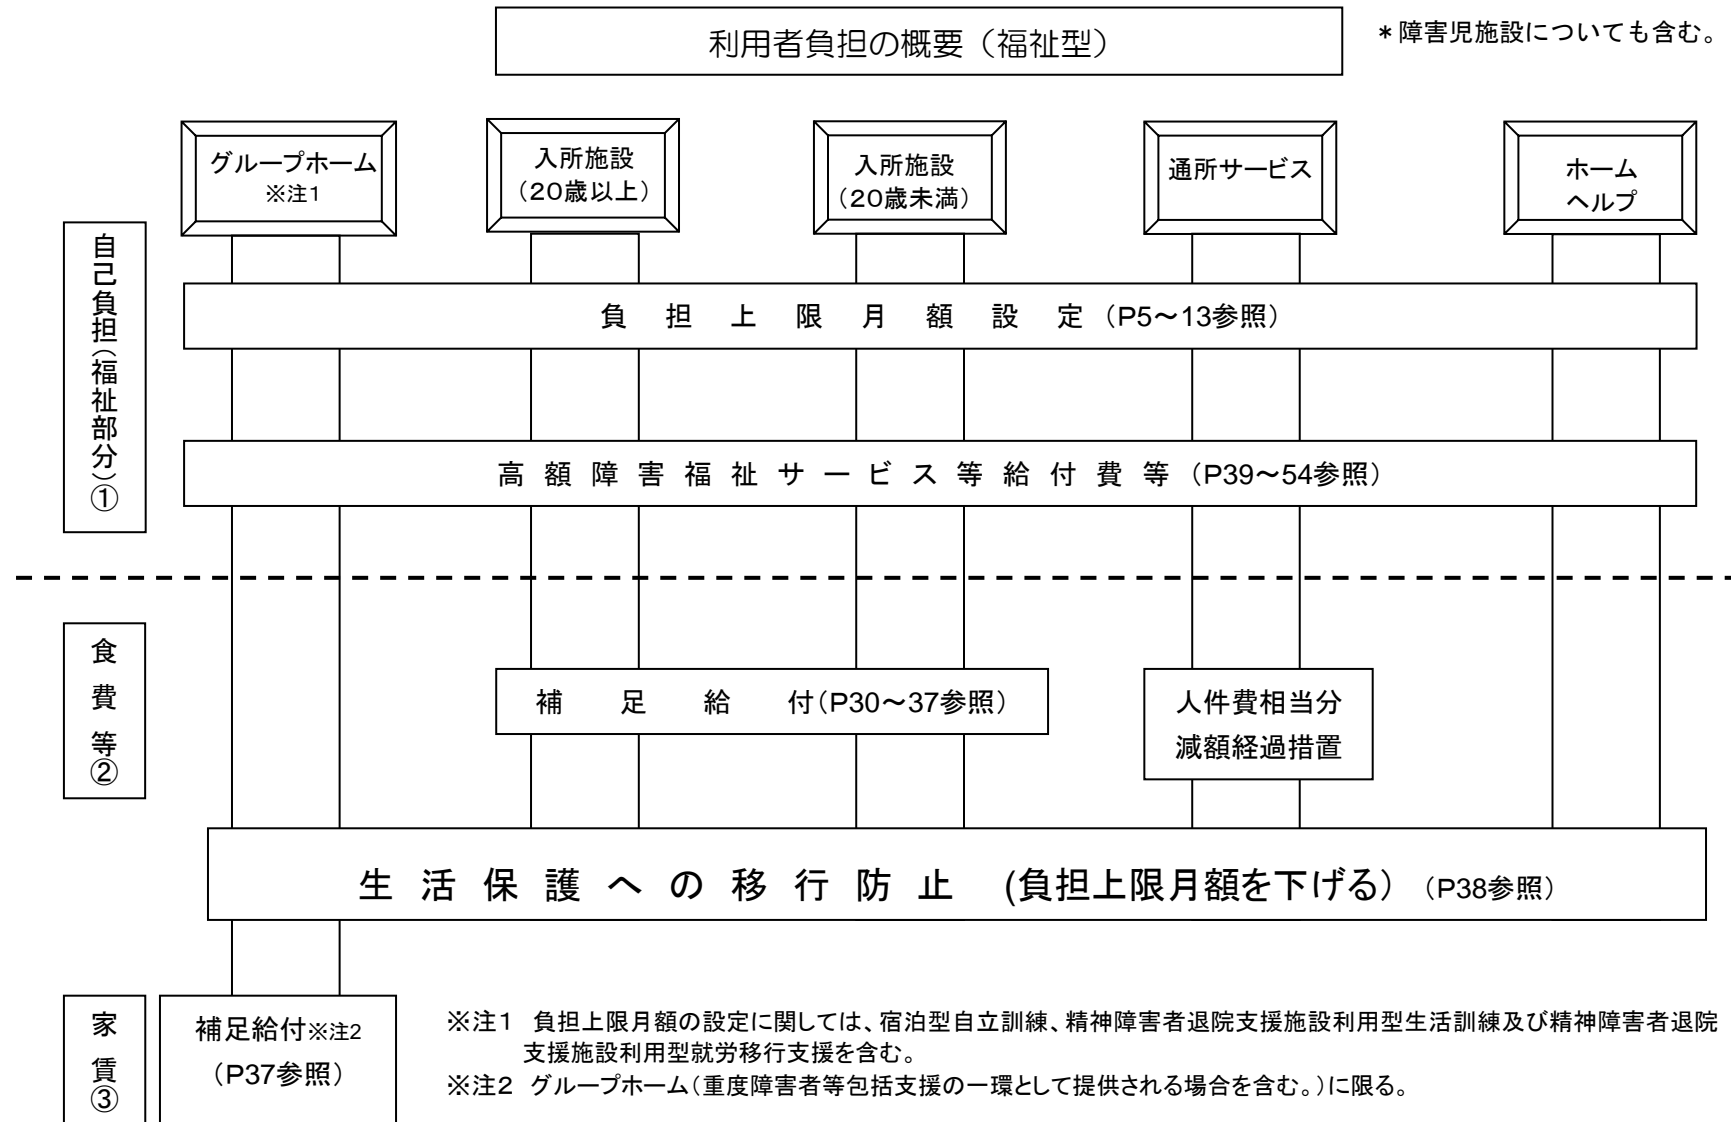 利用者負担の概要（福祉型）
＊障害児施設についても含む。
グループホーム
※注1
入所施設
（20歳以上）
入所施設
（20歳未満）
通所サービス
ホーム
ヘルプ
自己負担（福祉部分）①
負担上限月額設定（P5～13参照）
高額障害福祉サービス等給付費等（P39～54参照）
食費等②
補足給付（P30～37参照）
人件費相当分
減額経過措置
生活保護への移行防止 (負担上限月額を下げる）（P38参照）
家賃③
補足給付※注2
（P37参照）
※注1　負担上限月額の設定に関しては、宿泊型自立訓練、精神障害者退院支援施設利用型生活訓練及び精神障害者退院
支援施設利用型就労移行支援を含む。
※注2　グループホーム（重度障害者等包括支援の一環として提供される場合を含む。）に限る。